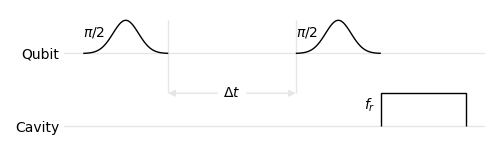 π/2
π/2
Qubit
Δt
f_r
Cavity